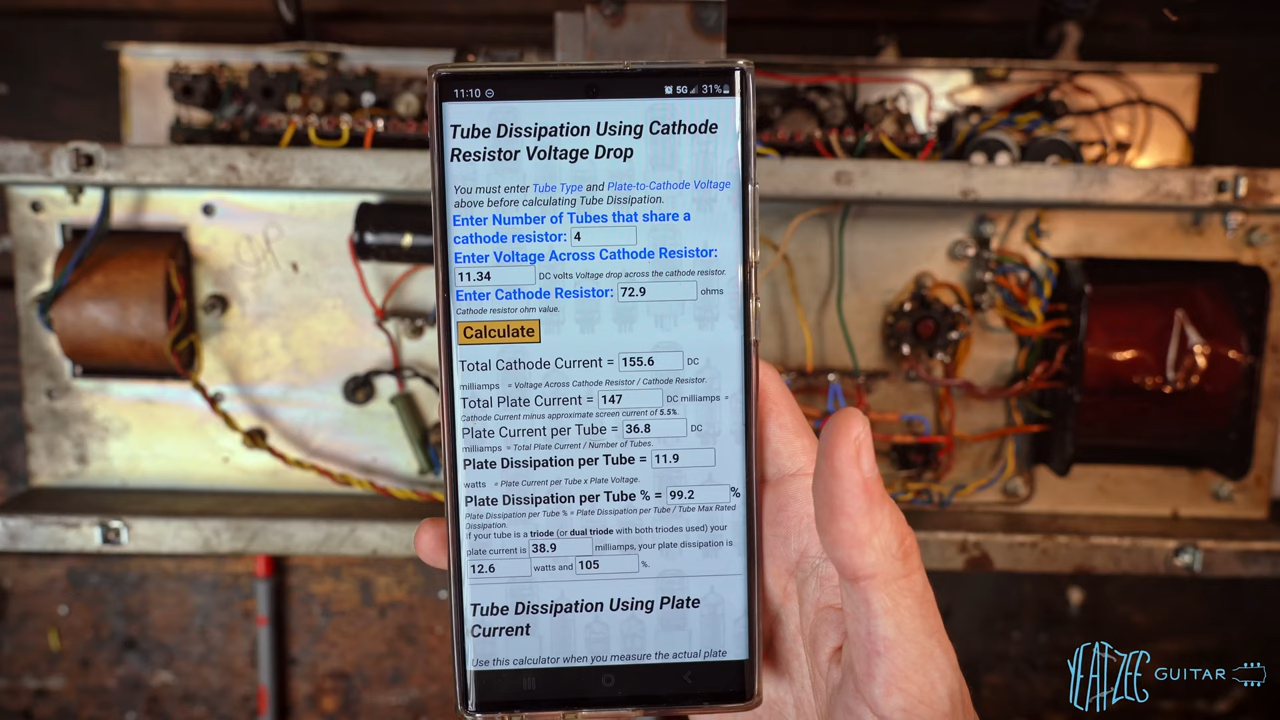 11:10 5G 31%
Tube Dissipation Using Cathode
Resistor Voltage Drop
You must enter Tube Type and Plate-to-Cathode Voltage
above before calculating Tube Dissipation.
Enter Number of Tubes that share a
cathode resistor: 4
Enter Voltage Across Cathode Resistor:
11.34 DC volts Voltage drop across the cathode resistor.
Enter Cathode Resistor: 72.9 ohms
Cathode resistor ohm value.
Calculate
Total Cathode Current = 155.6 DC
milliamps = Voltage Across Cathode Resistor / Cathode Resistor.
Total Plate Current = 147 DC milliamps =
Cathode Current minus approximate screen current of 5.5%.
Plate Current per Tube = 36.8 DC
milliamps = Total Plate Current / Number of Tubes.
Plate Dissipation per Tube = 11.9
watts = Plate Current per Tube x Plate Voltage.
Plate Dissipation per Tube % = 99.2 %
Plate Dissipation per Tube % = Plate Dissipation per Tube / Tube Max Rated
Dissipation.
If your tube is a triode (or dual triode with both triodes used) your
plate current is 38.9 milliamps, your plate dissipation is
12.6 watts and 105 %.
Tube Dissipation Using Plate
Current
Use this calculator when you measure the actual plate
YEATZEE GUITAR